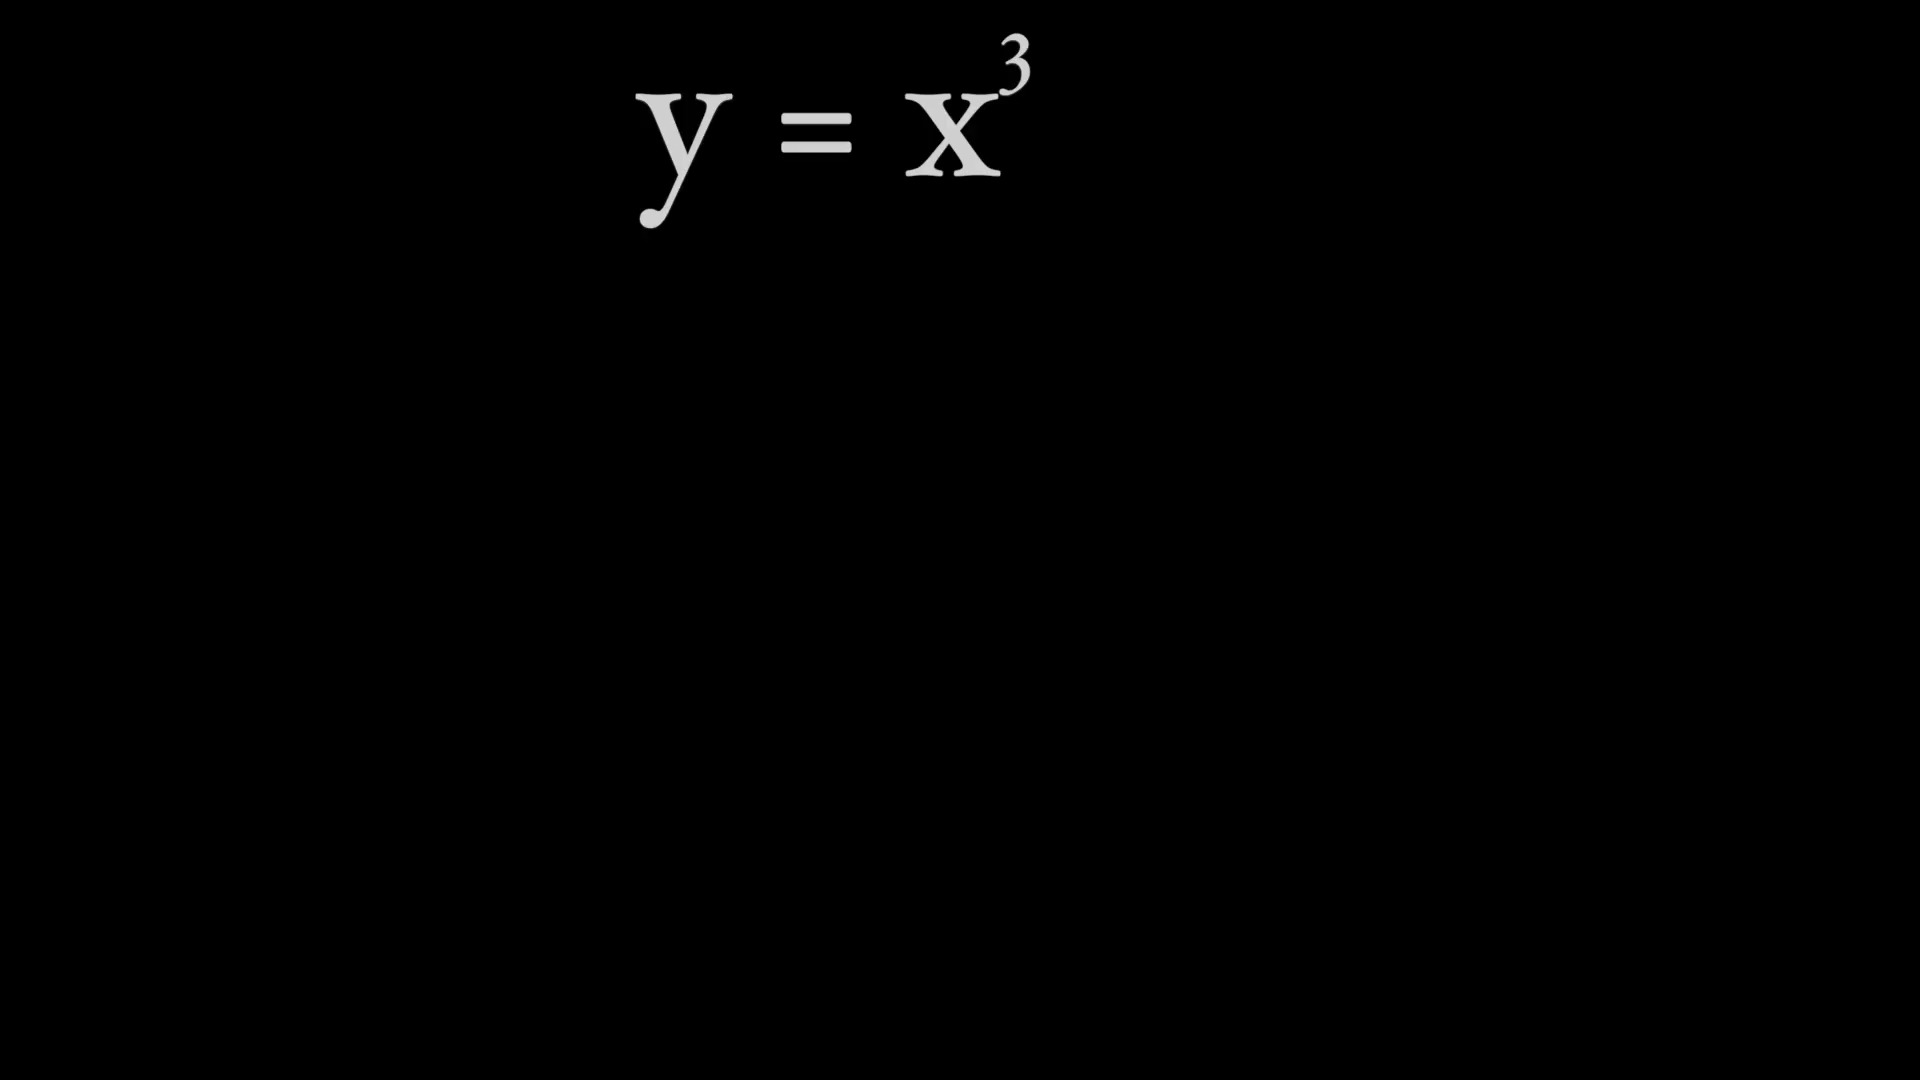 y = x³